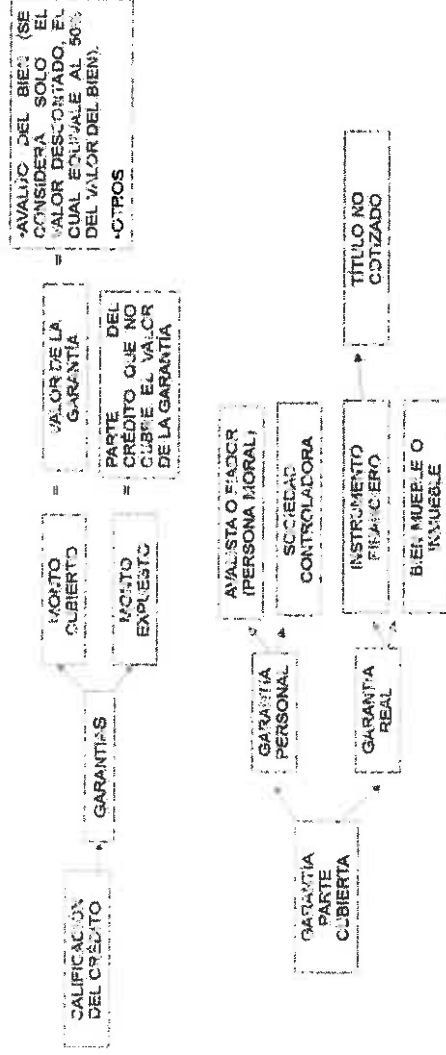 CALIFICACIÓN
DEL CRÉDITO
GARANTIAS
MONTO
CUBIERTO
=
VALOR DE LA
GARANTÍA
=
•AVALÚO DEL BIEN (SE
CONSIDERA SOLO EL
VALOR DESCONTADO, EL
CUAL EQUIVALE AL 50%
DEL VALOR DEL BIEN).
•OTROS
MONTO
EXPUESTO
=
PARTE DEL
CRÉDITO QUE NO
CUBRE EL VALOR
DE LA GARANTÍA
GARANTÍA
PARTE
CUBIERTA
GARANTÍA
PERSONAL
AVALISTA O FIADOR
(PERSONA MORAL)
SOCIEDAD
CONTROLADORA
GARANTIA
REAL
INSTRUMENTO
FINANCIERO
TÍTULO NO
COTIZADO
BIEN MUEBLE O
INMUEBLE